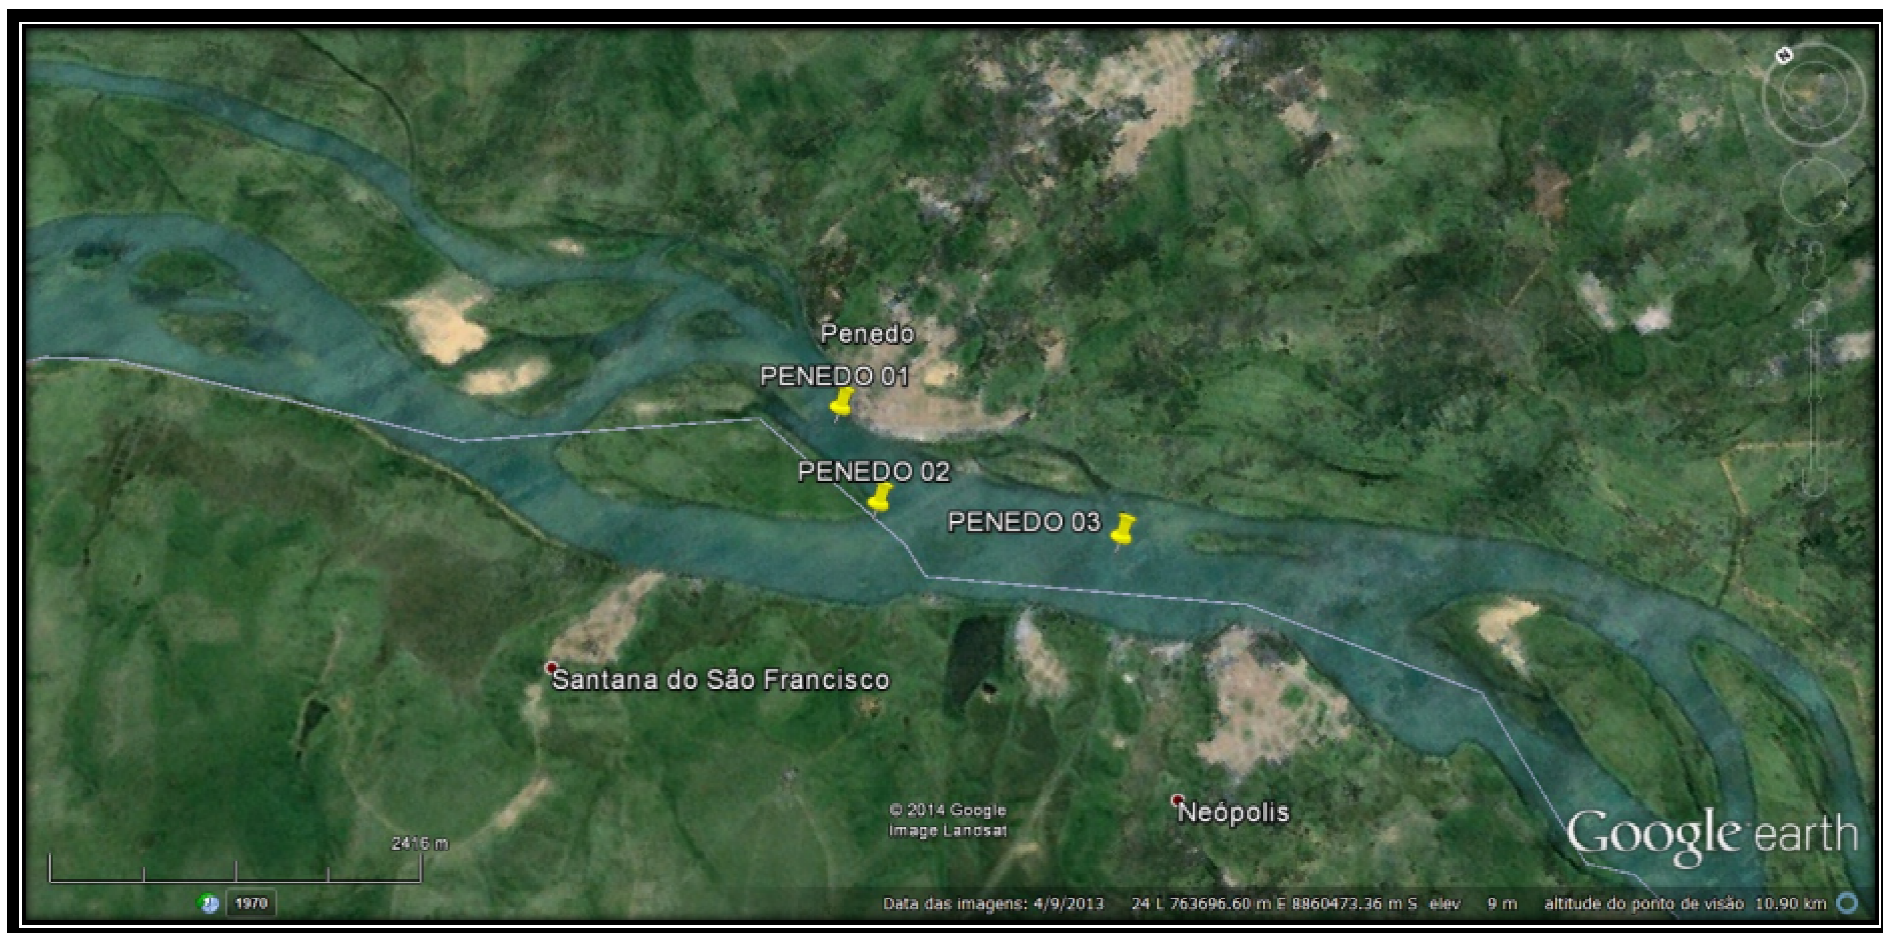 Penedo
PENEDO 01
PENEDO 02
PENEDO 03
Santana do São Francisco
Neópolis
© 2014 Google
Image Landsat
Google earth
2416 m
1970
Data das imagens: 4/9/2013 24 L 763696.60 m E 8860473.36 m S elev 9 m altitude do ponto de visão 10.90 km